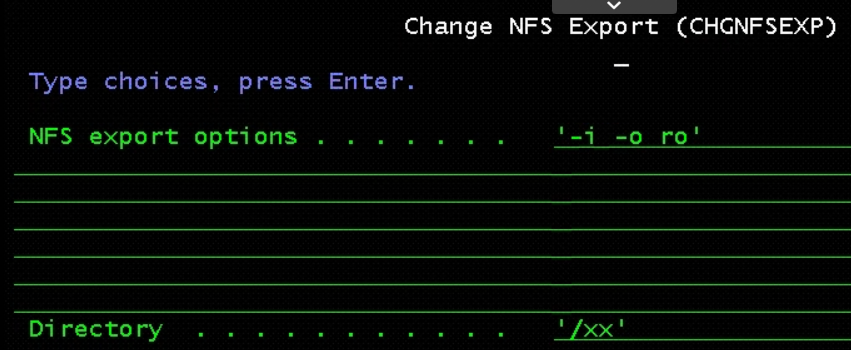 Change NFS Export (CHGNFSEXP)
Type choices, press Enter.
NFS export options . . . . . . . '-i -o ro'
Directory . . . . . . . . . . . '/xx'